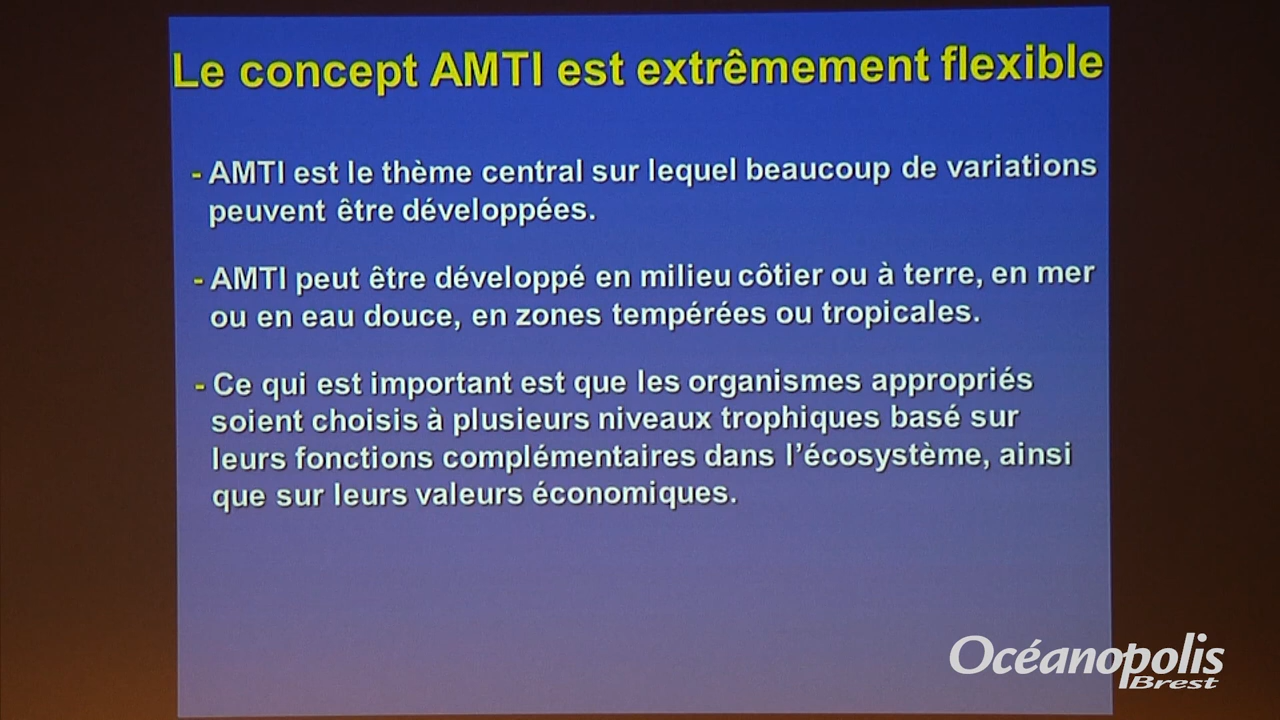 Le concept AMTI est extrêmement flexible
- AMTI est le thème central sur lequel beaucoup de variations
peuvent être développées.
- AMTI peut être développé en milieu côtier ou à terre, en mer
ou en eau douce, en zones tempérées ou tropicales.
- Ce qui est important est que les organismes appropriés
soient choisis à plusieurs niveaux trophiques basé sur
leurs fonctions complémentaires dans l’écosystème, ainsi
que sur leurs valeurs économiques.
Océanopolis
Brest